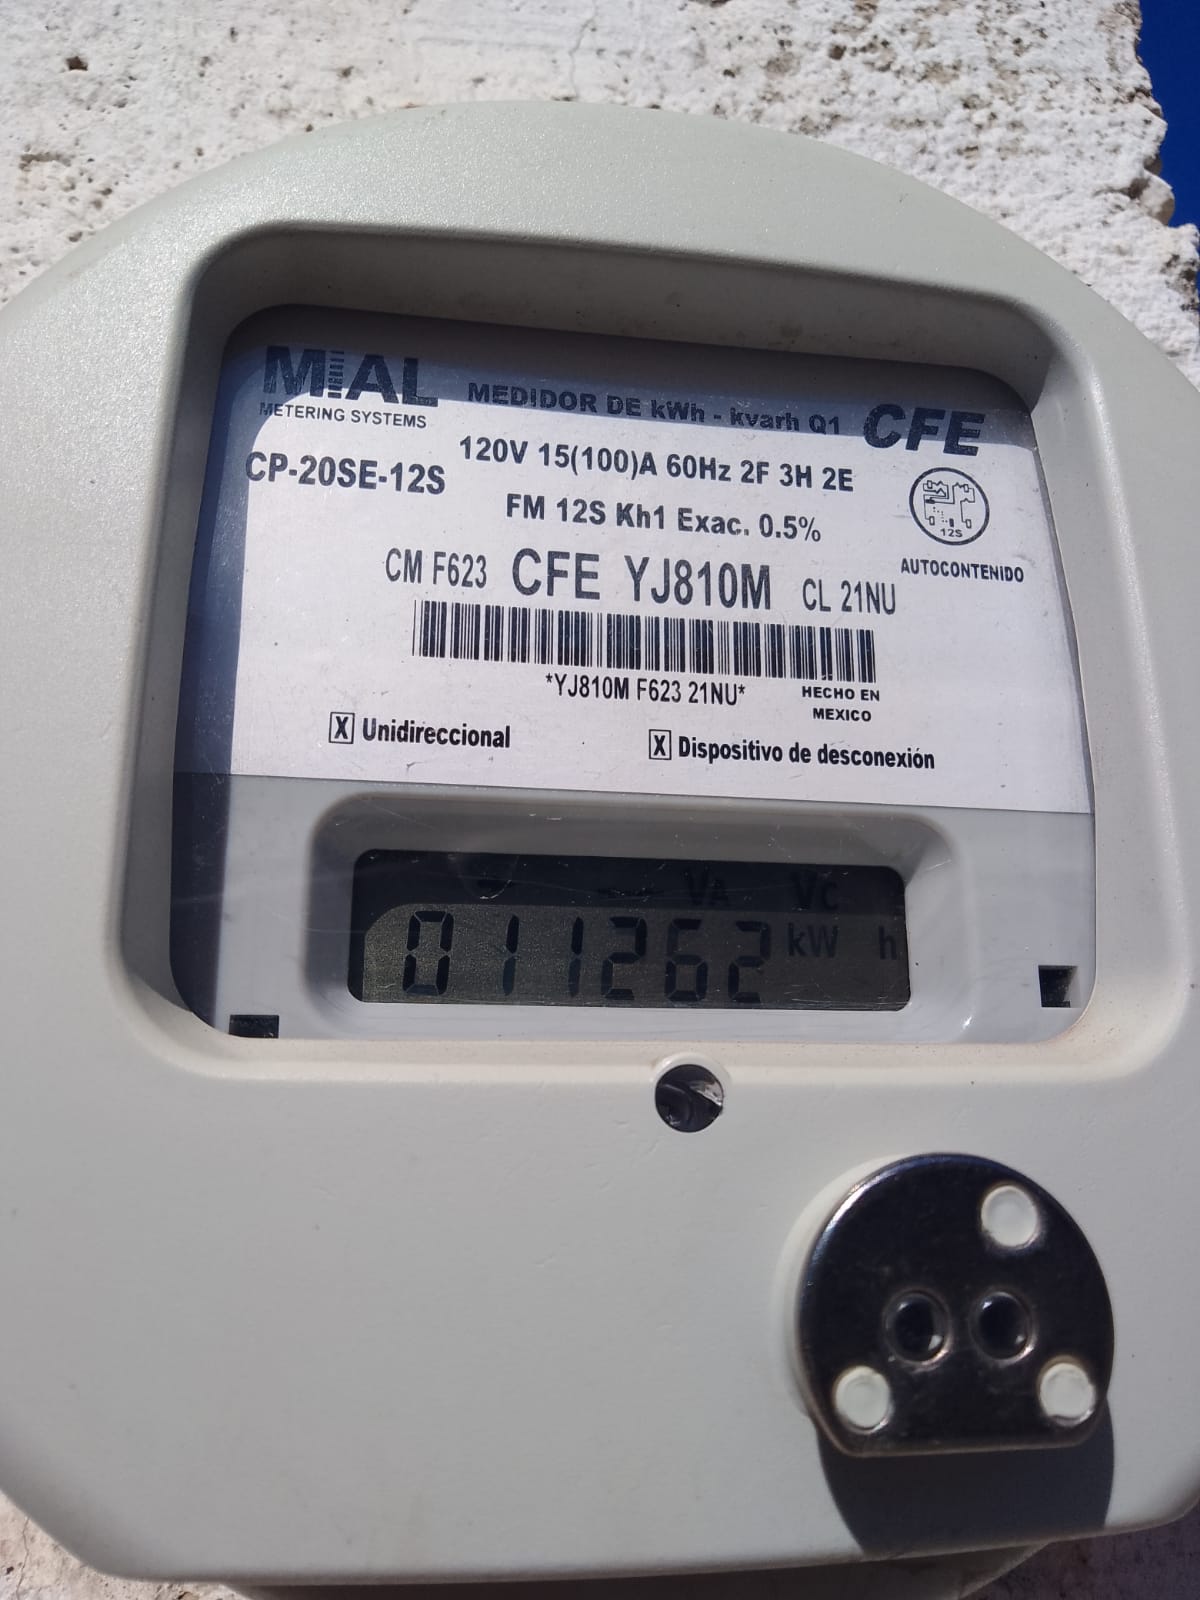 MIAL
METERING SYSTEMS
MEDIDOR DE kWh - kvarh Q1
CFE
CP-20SE-12S
120V 15(100)A 60Hz 2F 3H 2E
FM 12S Kh1 Exac. 0.5%
12S
AUTOCONTENIDO
CM F623 CFE YJ810M CL 21NU
*YJ810M F623 21NU*
HECHO EN
MEXICO
X Unidireccional
X Dispositivo de desconexión
VA VC
011262 kW h